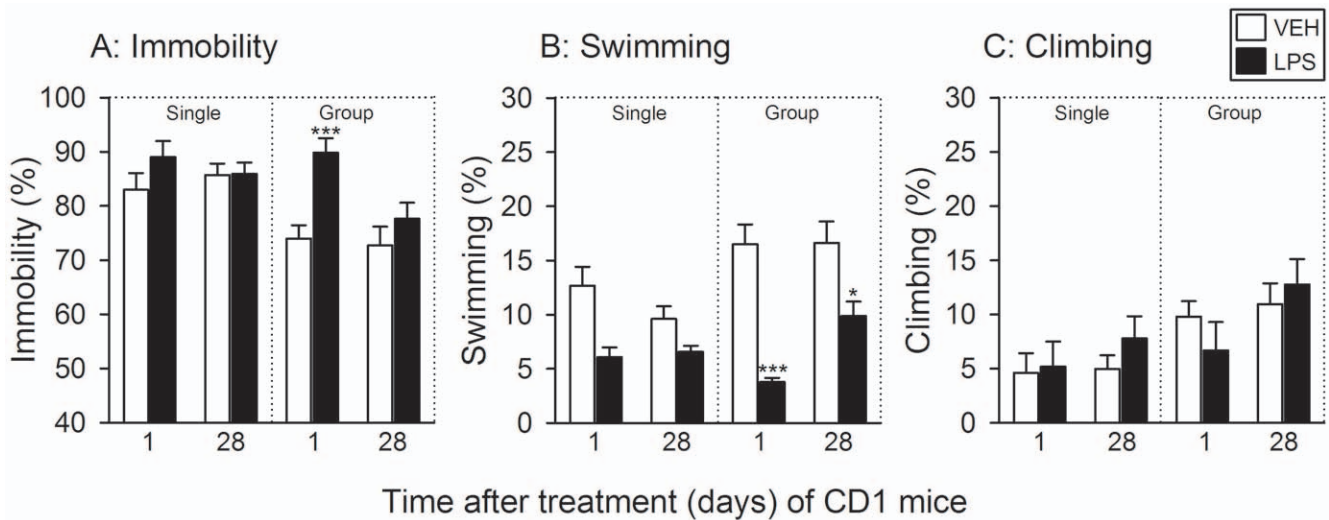 A: Immobility
B: Swimming
C: Climbing
VEH
LPS
Immobility (%)
100
90
80
70
60
50
40
Single
Group
***
1
28
1
28
Swimming (%)
30
25
20
15
10
5
0
Single
Group
***
*
1
28
1
28
Climbing (%)
30
25
20
15
10
5
0
Single
Group
1
28
1
28
Time after treatment (days) of CD1 mice